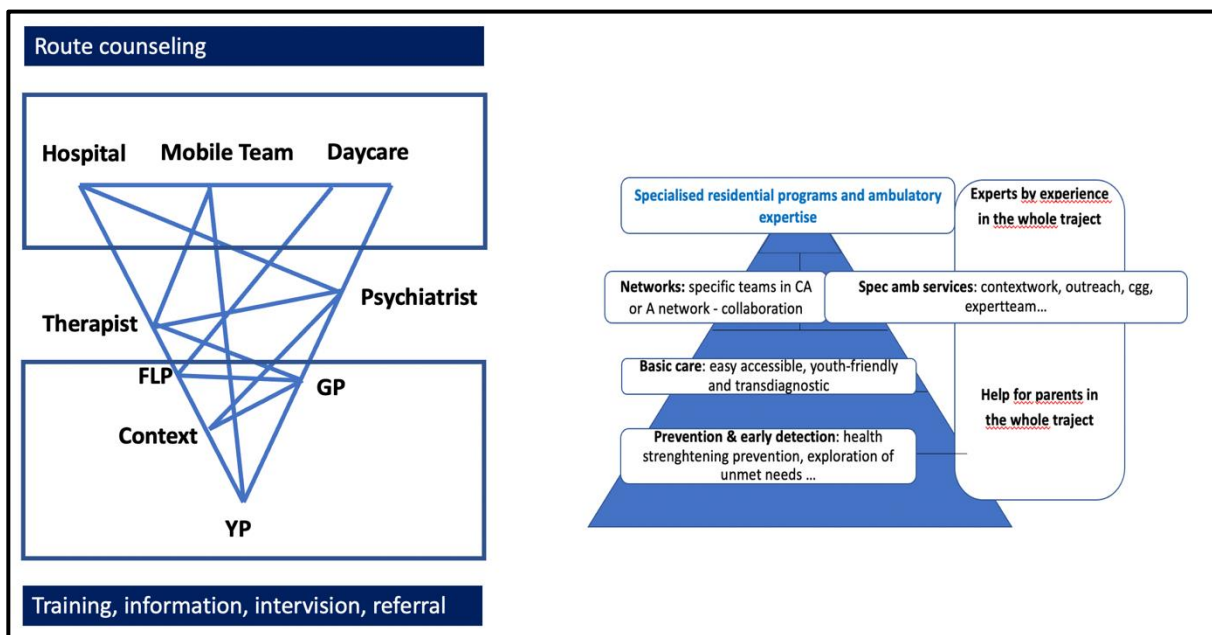 Route counseling
Hospital
Mobile Team
Daycare
Psychiatrist
Therapist
FLP
GP
Context
YP
Training, information, intervision, referral
Specialised residential programs and ambulatory
expertise
Experts by experience
in the whole traject
Networks: specific teams in CA
or A network - collaboration
Spec amb services: contextwork, outreach, cgg,
expertteam...
Basic care: easy accessible, youth-friendly
and transdiagnostic
Help for parents in
the whole traject
Prevention & early detection: health
strenghtening prevention, exploration of
unmet needs ...